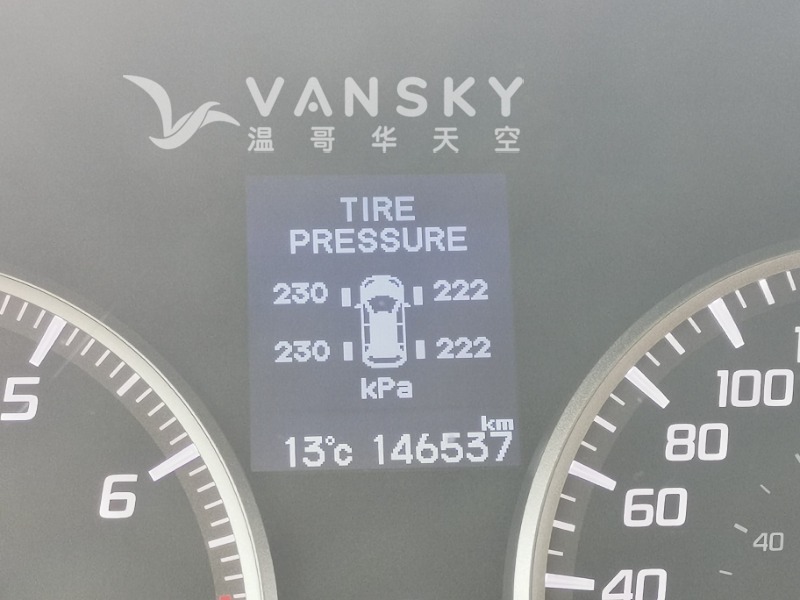 VANSKY
温哥华天空
TIRE
PRESSURE
230 222
230 222
kPa
km
13°c 146537
5
6
100
80
60
40
40